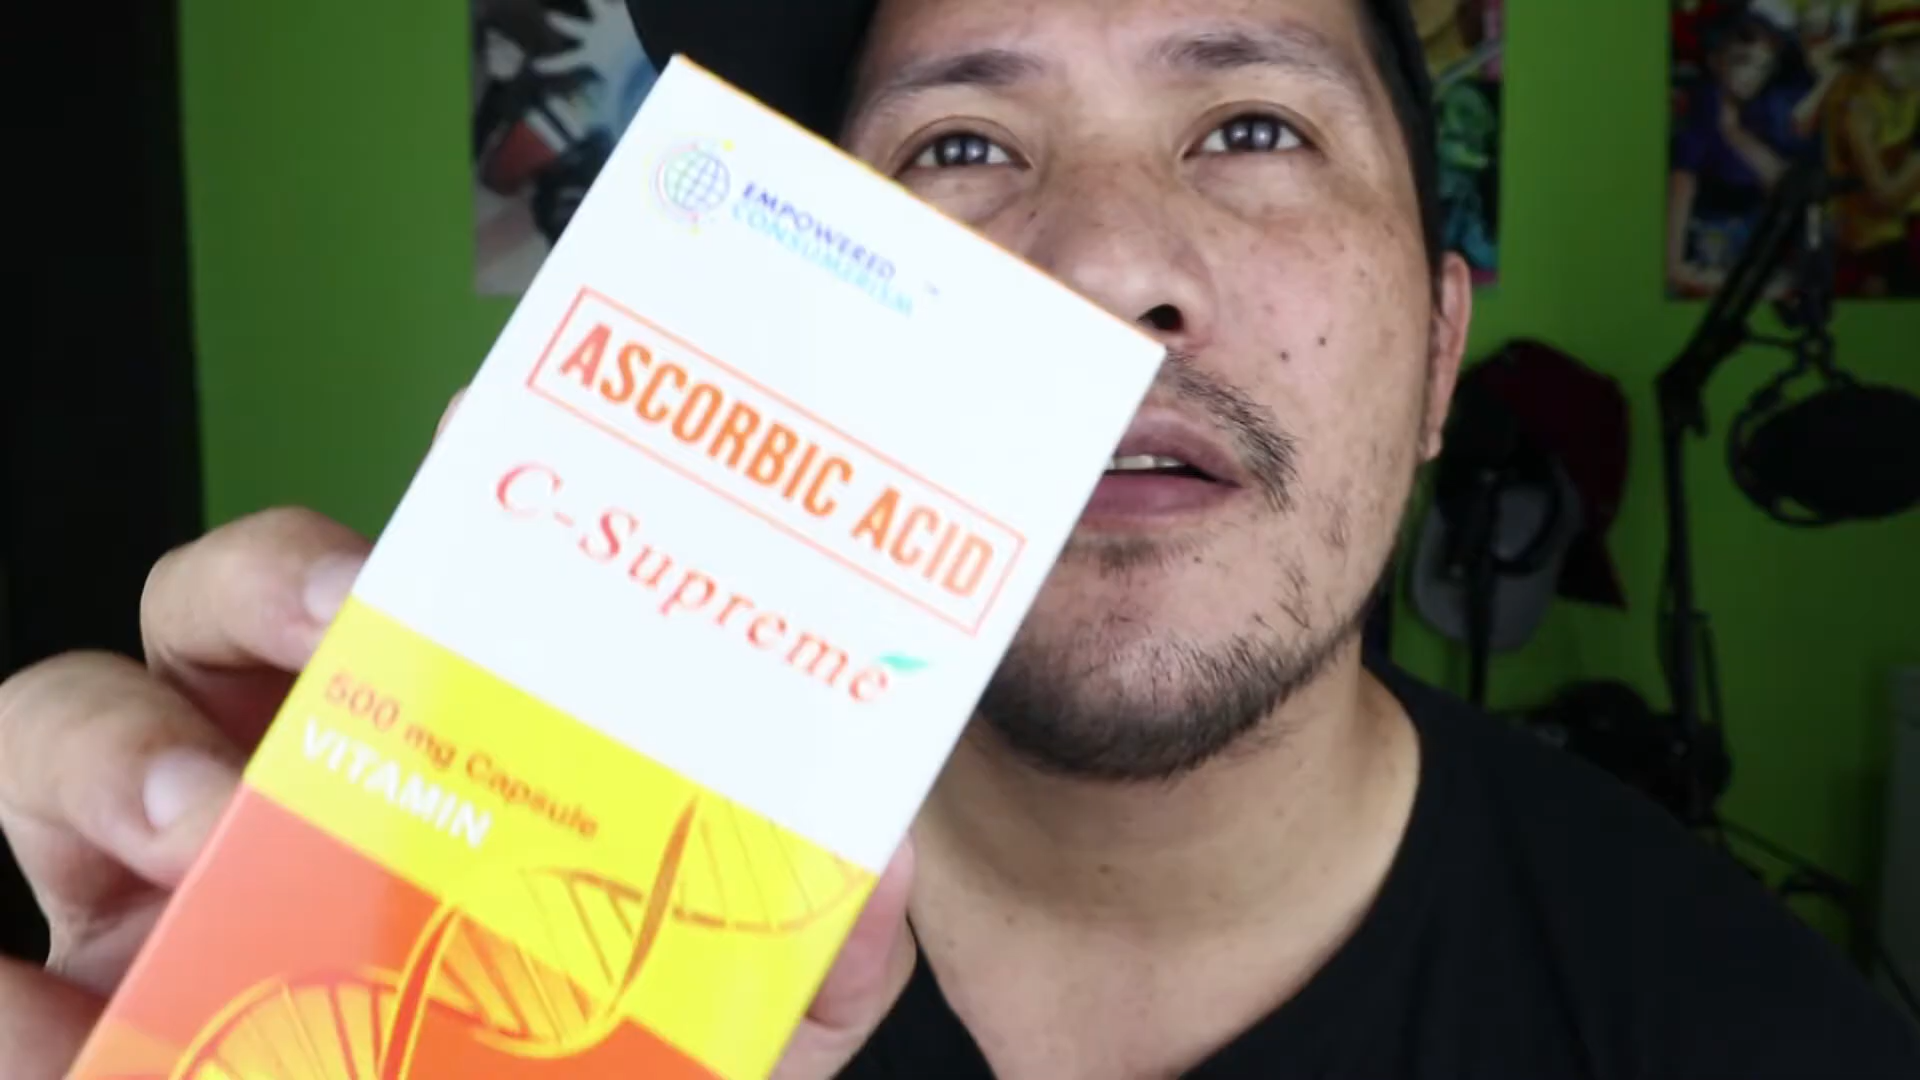 EMPOWERED
CONSUMERISM
ASCORBIC ACID
C-Supreme
500 mg Capsule
VITAMIN